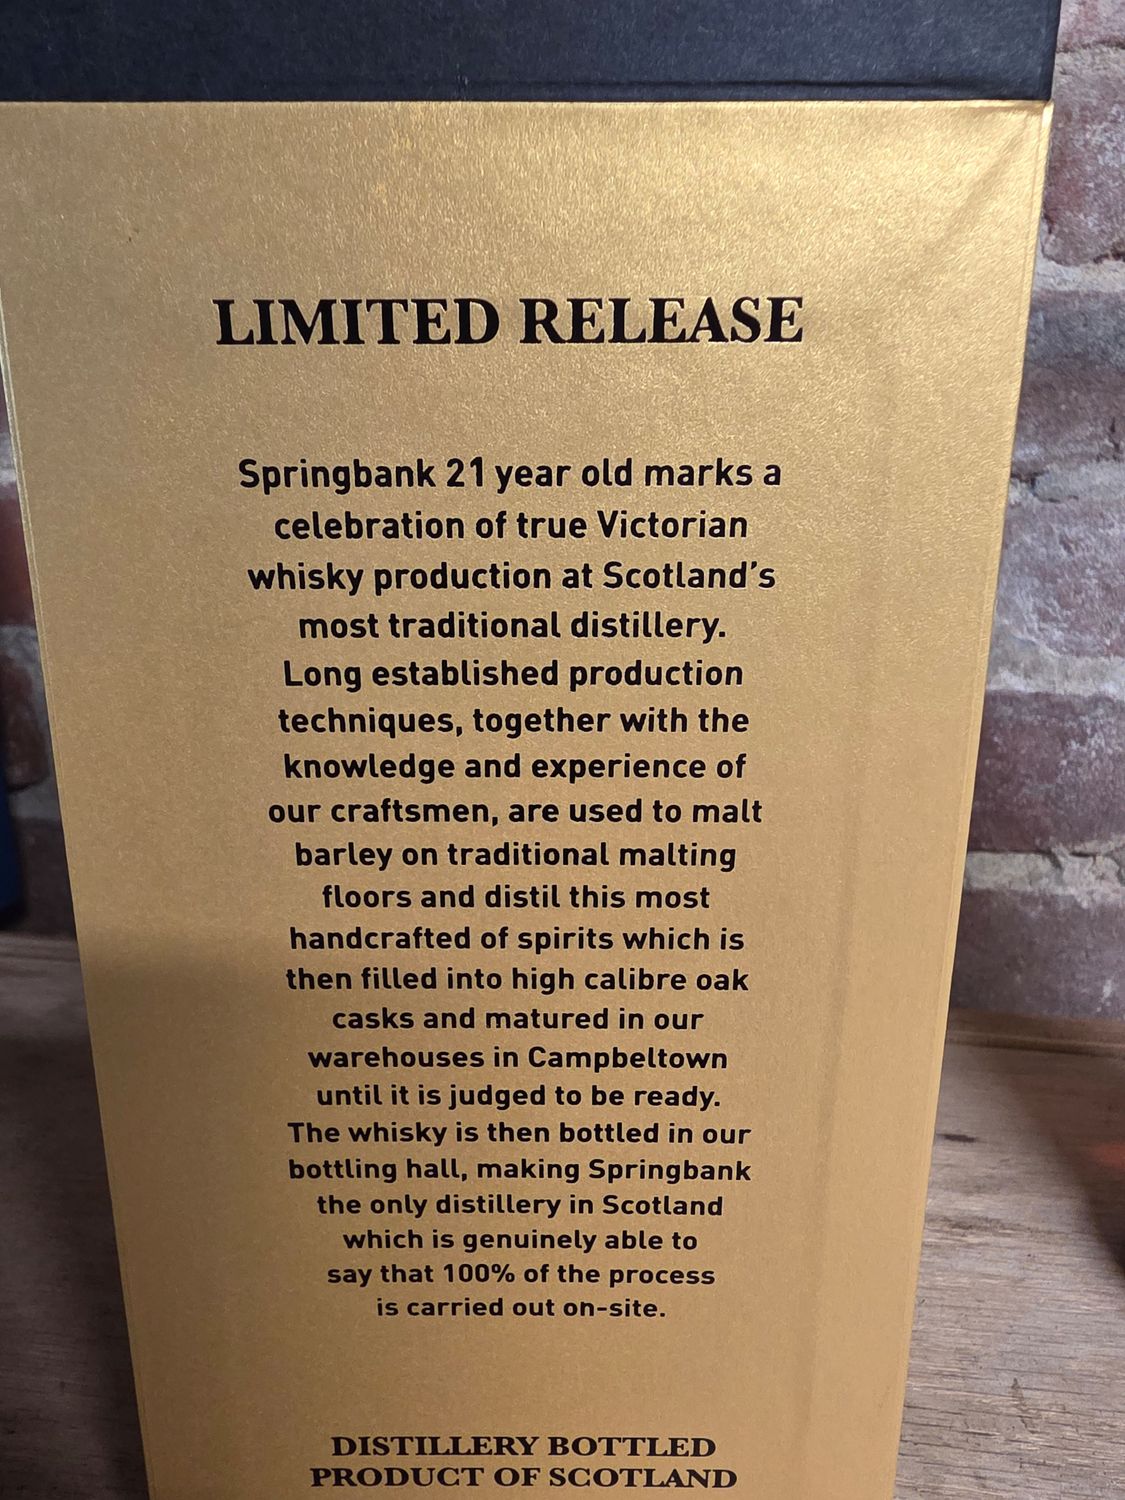 LIMITED RELEASE
Springbank 21 year old marks a
celebration of true Victorian
whisky production at Scotland's
most traditional distillery.
Long established production
techniques, together with the
knowledge and experience of
our craftsmen, are used to malt
barley on traditional malting
floors and distil this most
handcrafted of spirits which is
then filled into high calibre oak
casks and matured in our
warehouses in Campbeltown
until it is judged to be ready.
The whisky is then bottled in our
bottling hall, making Springbank
the only distillery in Scotland
which is genuinely able to
say that 100% of the process
is carried out on-site.
DISTILLERY BOTTLED
PRODUCT OF SCOTLAND